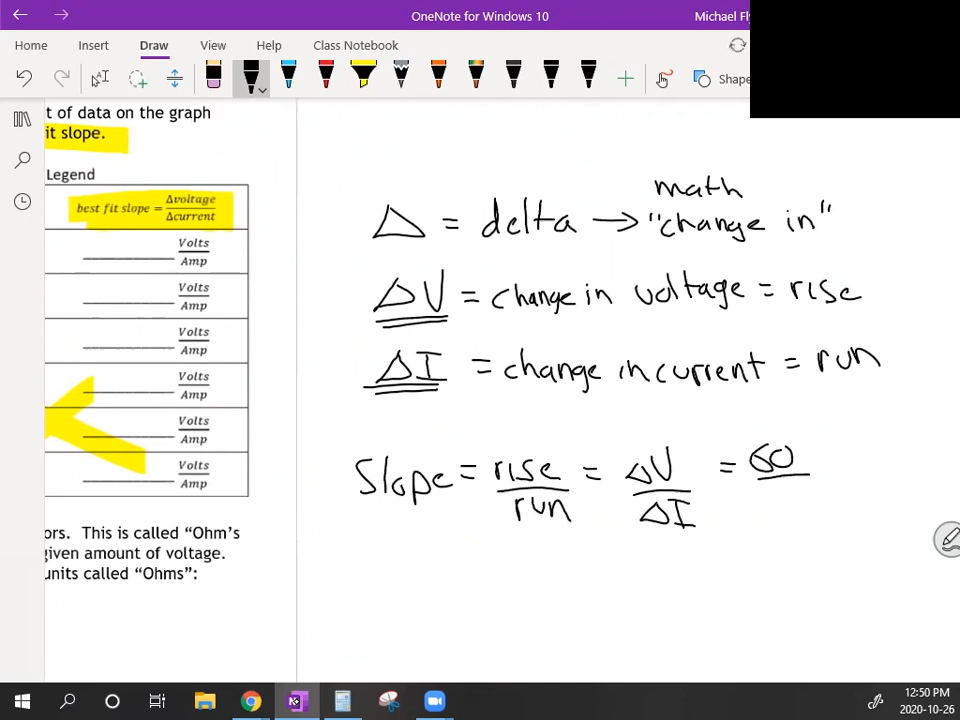 OneNote for Windows 10
Michael Fl
Home Insert Draw View Help Class Notebook
Shape
t of data on the graph
it slope.
Legend
best fit slope = Δvoltage / Δcurrent
Volts
Amp
Volts
Amp
Volts
Amp
Volts
Amp
Volts
Amp
Volts
Amp
ors. This is called “Ohm’s
given amount of voltage.
units called “Ohms”:
math
Δ = delta → "change in"
ΔV = change in voltage = rise
ΔI = change in current = run
Slope = rise / run = ΔV / ΔI = 60
12:50 PM
2020-10-26